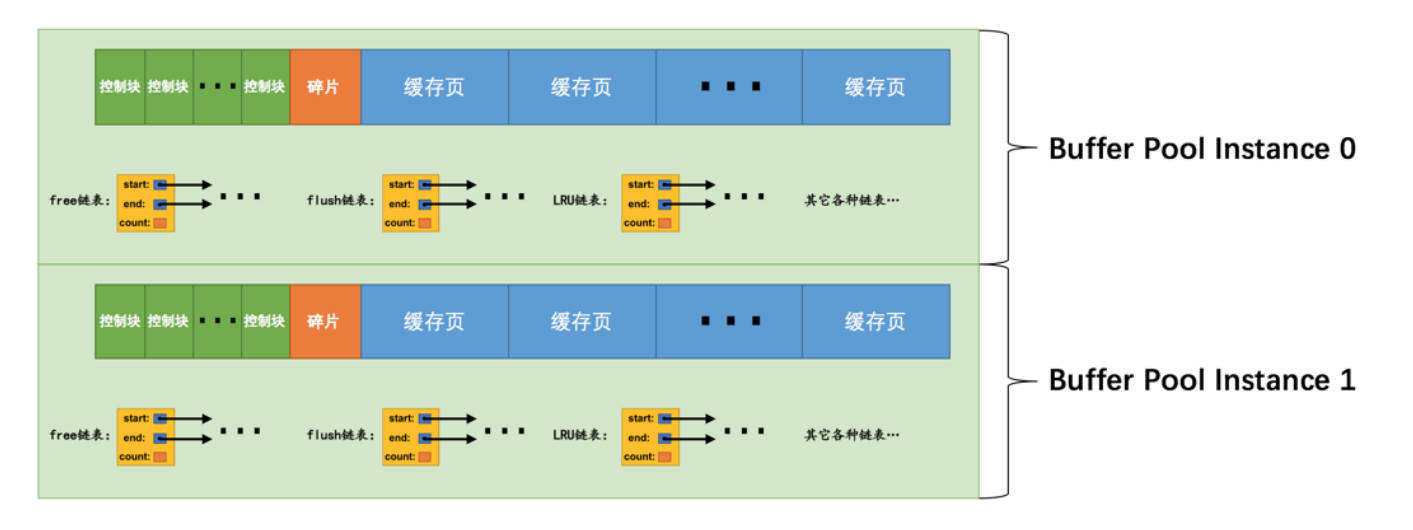 控制块 控制块 ··· 控制块 碎片 缓存页 缓存页 ··· 缓存页
Buffer Pool Instance 0
free链表: start: end: count: ···
flush链表: start: end: count: ···
LRU链表: start: end: count: ···
其它各种链表…
控制块 控制块 ··· 控制块 碎片 缓存页 缓存页 ··· 缓存页
Buffer Pool Instance 1
free链表: start: end: count: ···
flush链表: start: end: count: ···
LRU链表: start: end: count: ···
其它各种链表…